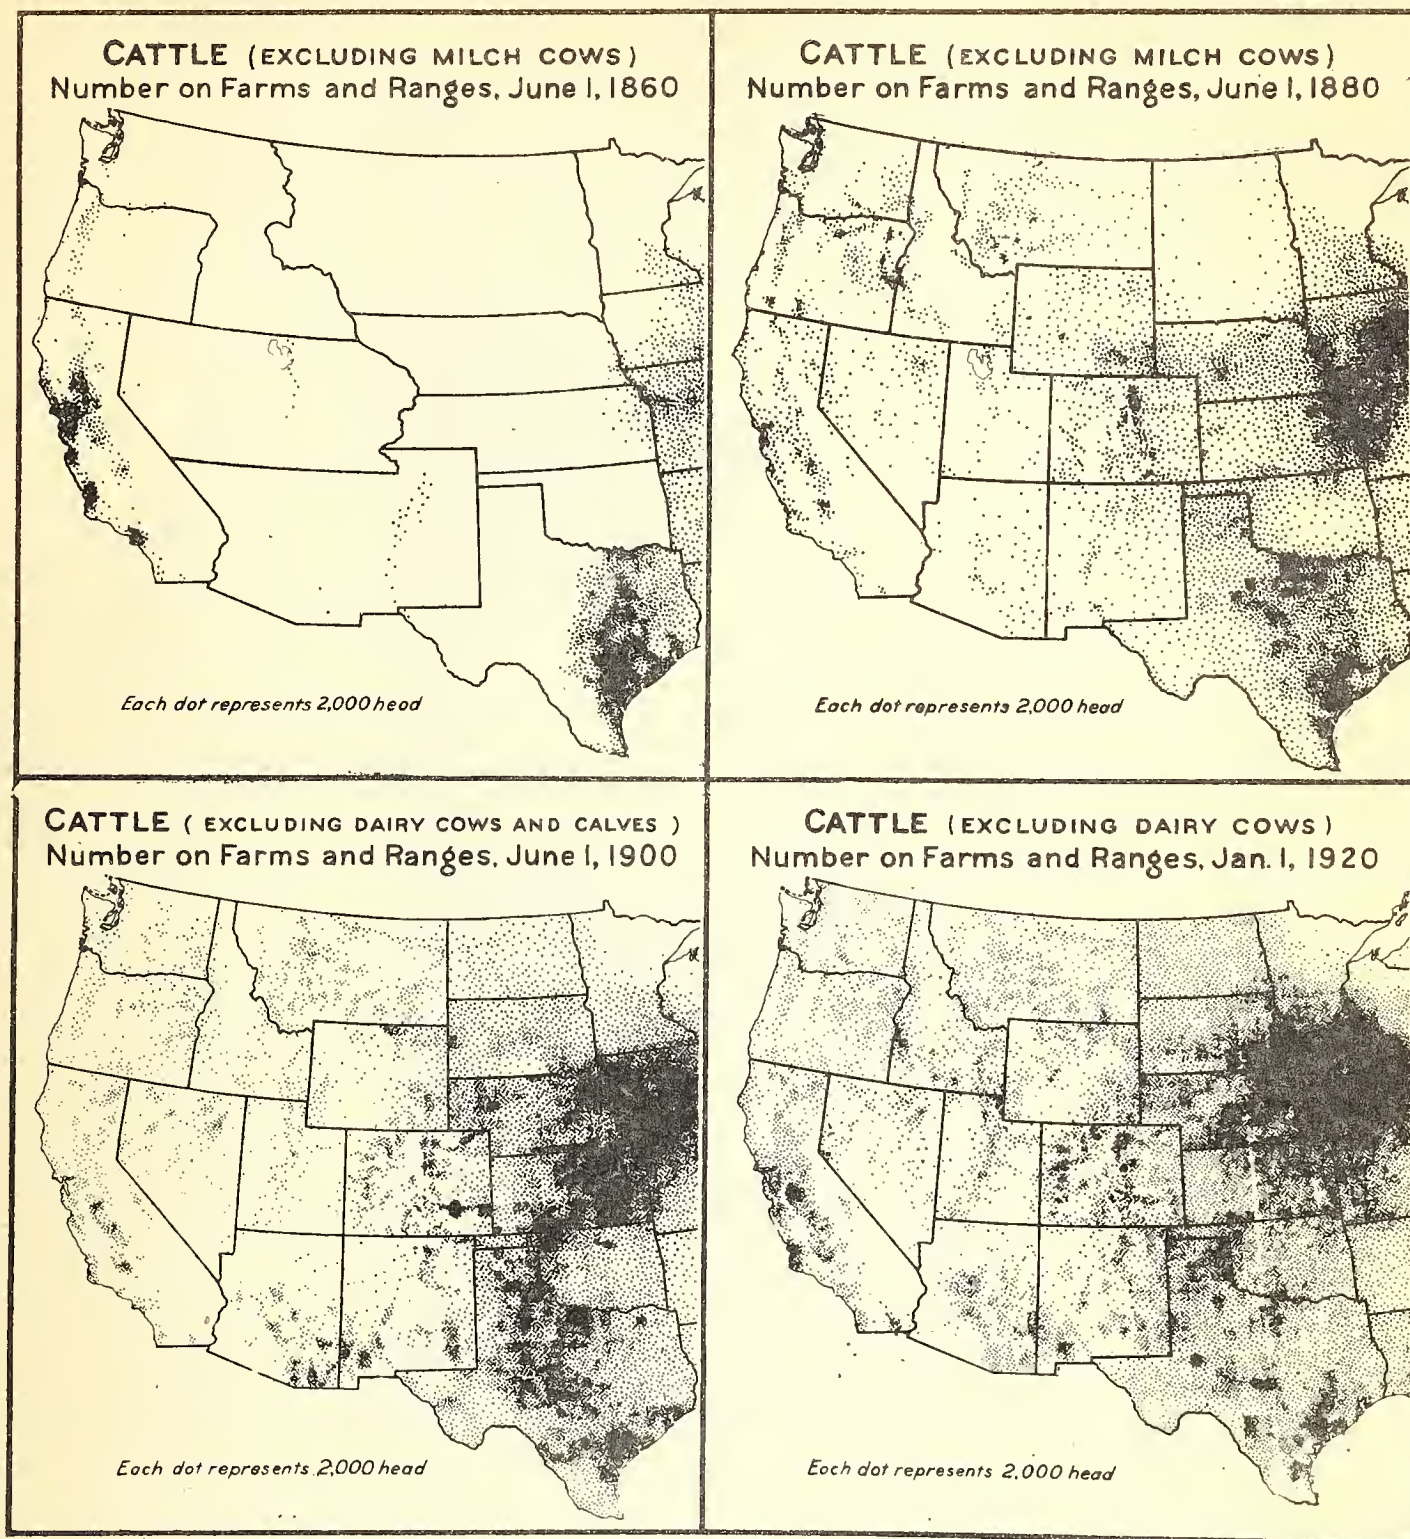 CATTLE (EXCLUDING MILCH COWS)
Number on Farms and Ranges, June 1, 1860
Each dot represents 2,000 head
CATTLE (EXCLUDING MILCH COWS)
Number on Farms and Ranges, June 1, 1880
Each dot represents 2,000 head
CATTLE ( EXCLUDING DAIRY COWS AND CALVES )
Number on Farms and Ranges, June 1, 1900
Each dot represents 2,000 head
CATTLE (EXCLUDING DAIRY COWS)
Number on Farms and Ranges, Jan. 1, 1920
Each dot represents 2,000 head